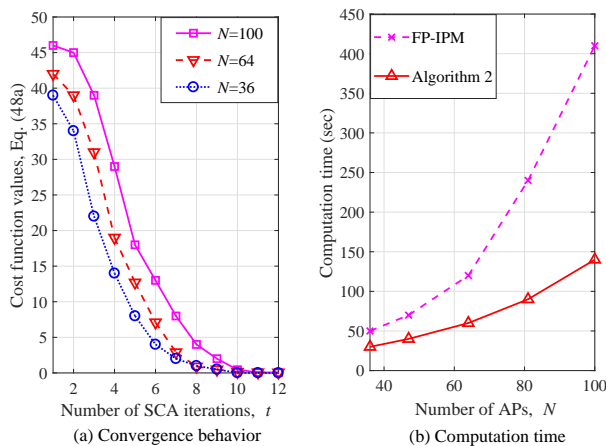 50
45
40
35
30
25
20
15
10
5
0
2
4
6
8
10
12
Cost function values, Eq. (48a)
Number of SCA iterations, t
N=100
N=64
N=36
(a) Convergence behavior
450
400
350
300
250
200
150
100
50
0
40
60
80
100
Computation time (sec)
Number of APs, N
FP-IPM
Algorithm 2
(b) Computation time